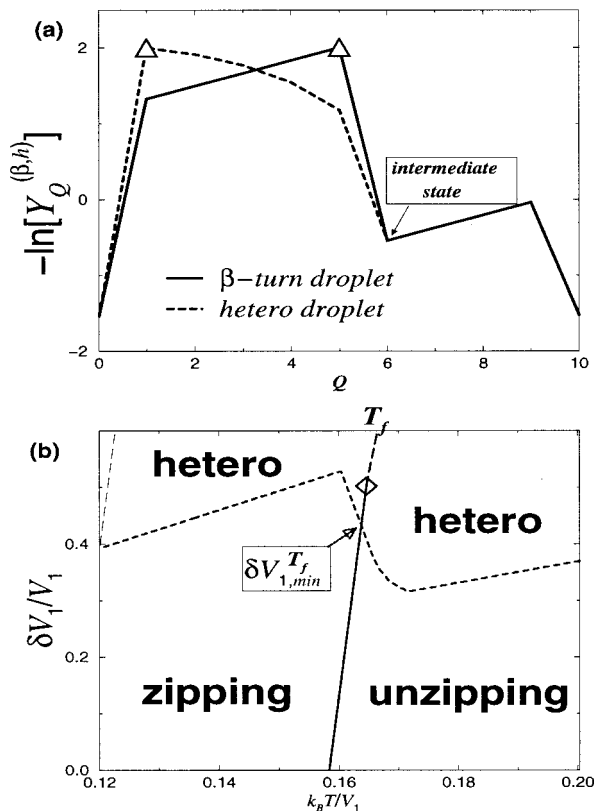 (a)
2
0
−2
−ln[Y_Q^(β,h)]
intermediate
state
β−turn droplet
hetero droplet
0 2 4 6 8 10
Q
(b)
T_f
hetero
hetero
δV_{1,min}^{T_f}
zipping
unzipping
0.4
0.2
0.0
δV_1/V_1
0.12 0.14 0.16 0.18 0.20
k_B T/V_1